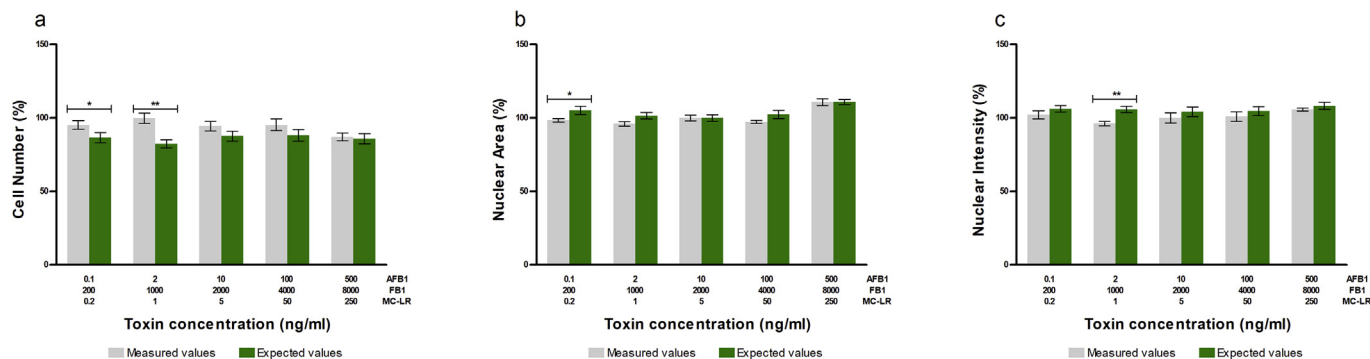 a
150
100
50
0
Cell Number (%)
*
**
0.1 2 10 100 500 AFB1
200 1000 2000 4000 8000 FB1
0.2 1 5 50 250 MC-LR
Toxin concentration (ng/ml)
Measured values Expected values
b
150
100
50
0
Nuclear Area (%)
*
0.1 2 10 100 500 AFB1
200 1000 2000 4000 8000 FB1
0.2 1 5 50 250 MC-LR
Toxin concentration (ng/ml)
Measured values Expected values
c
150
100
50
0
Nuclear Intensity (%)
**
0.1 2 10 100 500 AFB1
200 1000 2000 4000 8000 FB1
0.2 1 5 50 250 MC-LR
Toxin concentration (ng/ml)
Measured values Expected values